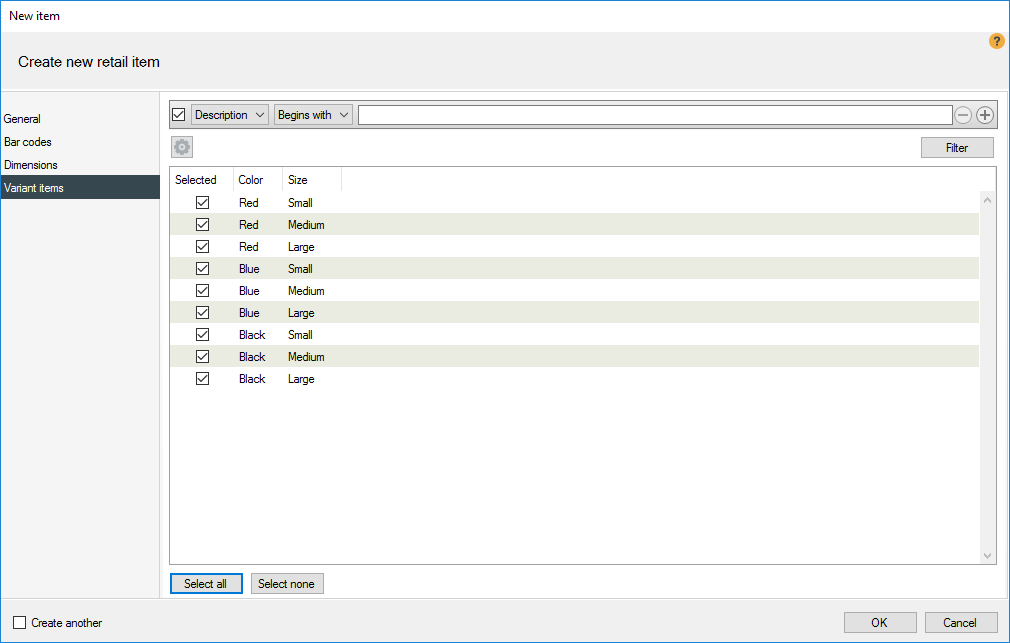 New item
?
Create new retail item
General
Bar codes
Dimensions
Variant items
Description Begins with
Filter
Selected Color Size
Red Small
Red Medium
Red Large
Blue Small
Blue Medium
Blue Large
Black Small
Black Medium
Black Large
Select all Select none
Create another OK Cancel